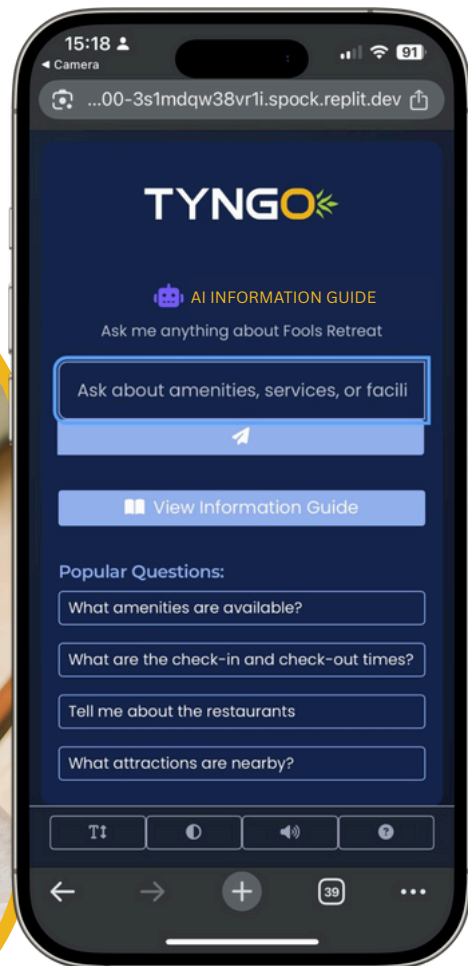 15:18
Camera
91
...00-3s1mdqw38vr1i.spock.replit.dev
TYNGO
AI INFORMATION GUIDE
Ask me anything about Fools Retreat
Ask about amenities, services, or facili
View Information Guide
Popular Questions:
What amenities are available?
What are the check-in and check-out times?
Tell me about the restaurants
What attractions are nearby?
T
?
39